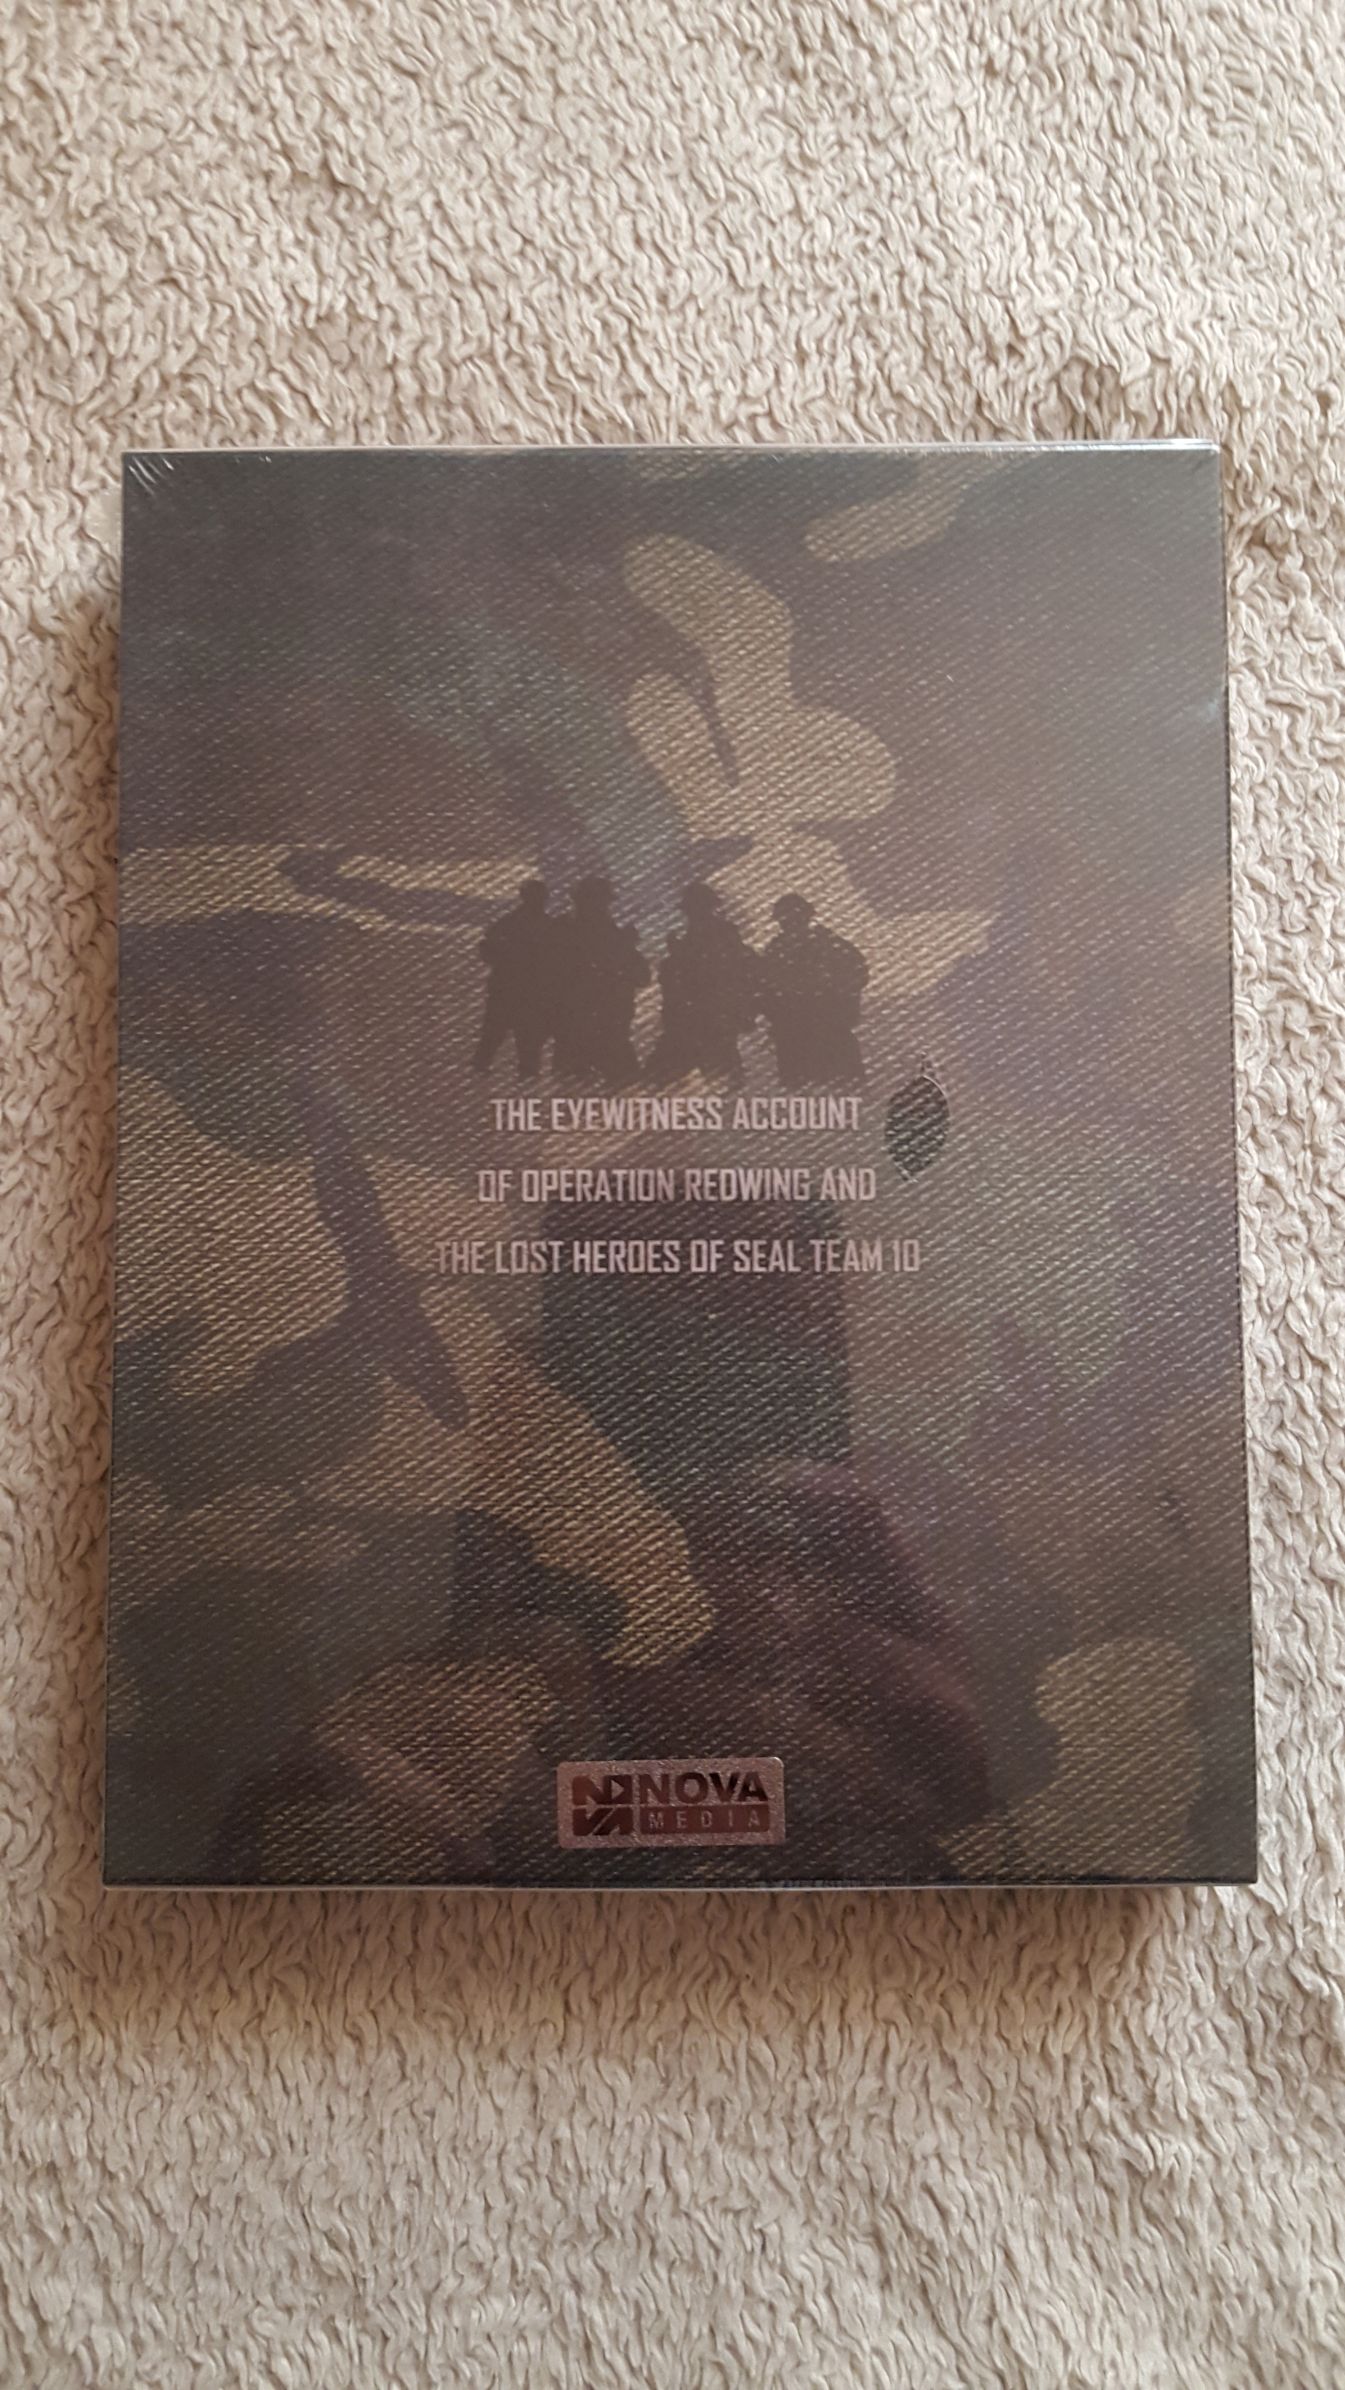 THE EYEWITNESS ACCOUNT
OF OPERATION REDWING AND
THE LOST HEROES OF SEAL TEAM 10
NOVA
MEDIA